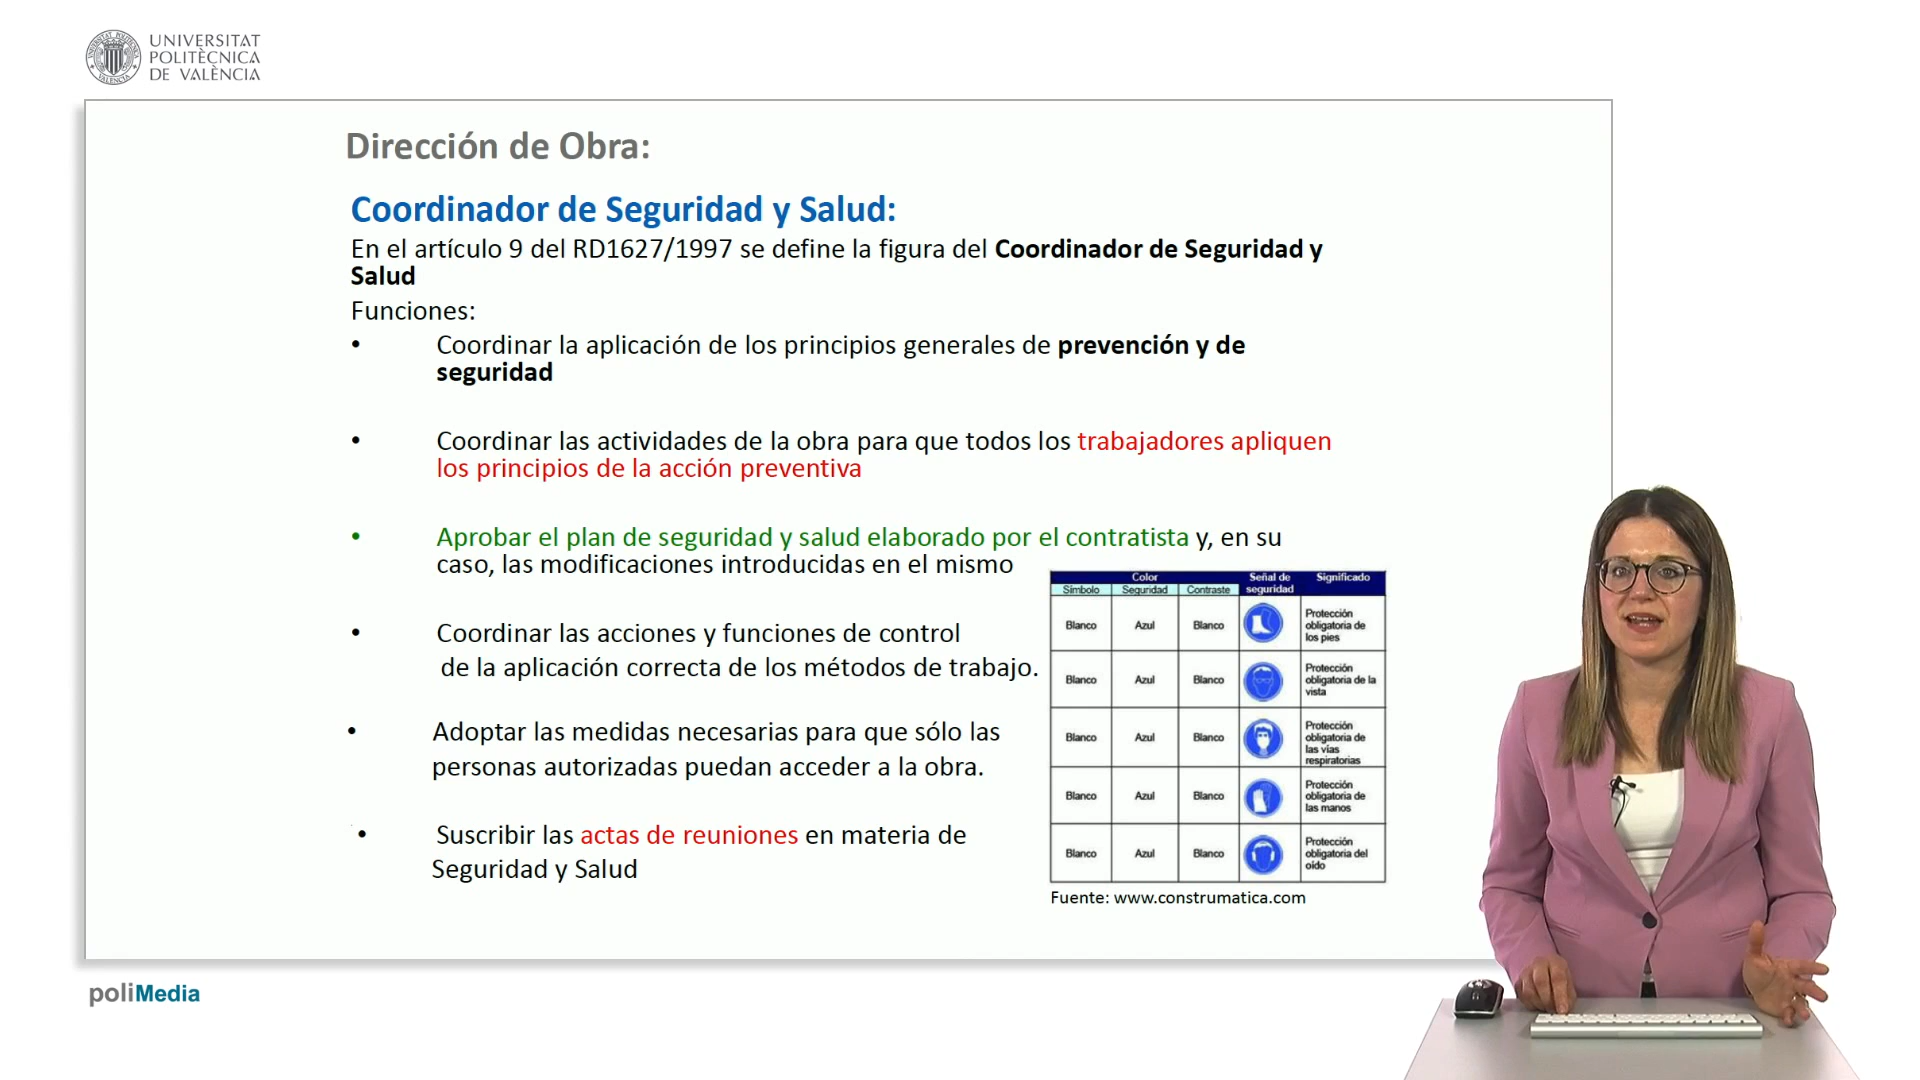 UNIVERSITAT
POLITÈCNICA
DE VALÈNCIA
Dirección de Obra:
Coordinador de Seguridad y Salud:
En el artículo 9 del RD1627/1997 se define la figura del Coordinador de Seguridad y
Salud
Funciones:
• Coordinar la aplicación de los principios generales de prevención y de
seguridad
• Coordinar las actividades de la obra para que todos los trabajadores apliquen
los principios de la acción preventiva
• Aprobar el plan de seguridad y salud elaborado por el contratista y, en su
caso, las modificaciones introducidas en el mismo
• Coordinar las acciones y funciones de control
de la aplicación correcta de los métodos de trabajo.
• Adoptar las medidas necesarias para que sólo las
personas autorizadas puedan acceder a la obra.
• Suscribir las actas de reuniones en materia de
Seguridad y Salud
Color Señal de Significado
Símbolo Seguridad Contraste seguridad
Protección
Blanco Azul Blanco obligatoria de
los pies
Protección
Blanco Azul Blanco obligatoria de la
vista
Protección
Blanco Azul Blanco obligatoria de
las vías
respiratorias
Protección
Blanco Azul Blanco obligatoria de
las manos
Protección
Blanco Azul Blanco obligatoria del
oído
Fuente: www.construmatica.com
poliMedia